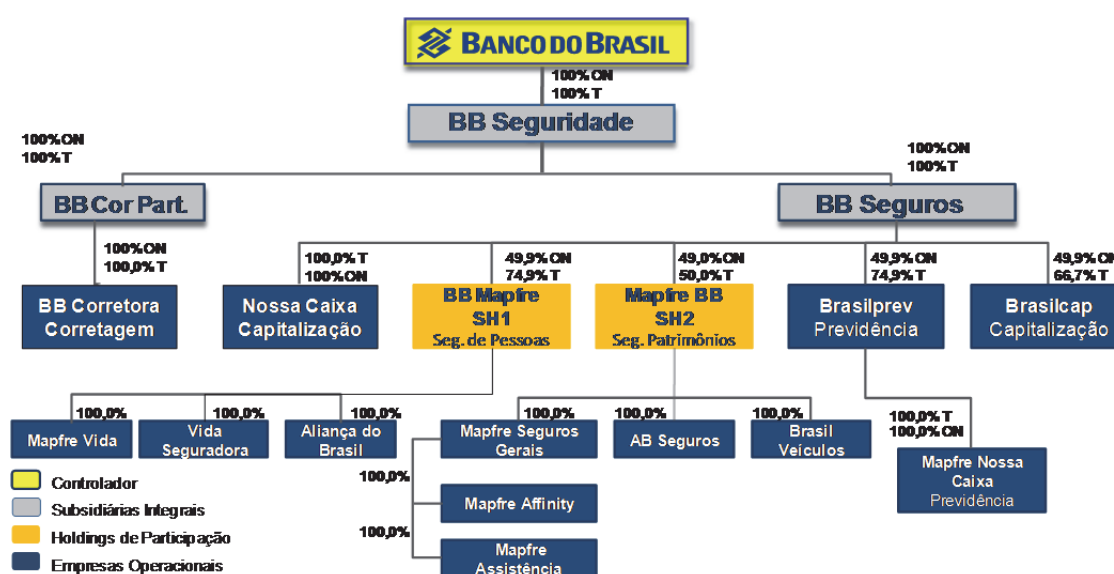 BANCO DO BRASIL
100% ON
100% T
BB Seguridade
100% ON
100% T
100% ON
100% T
BB Cor Part.
BB Seguros
100% ON
100,0% T
100,0% T
100% ON
49,9% ON
74,9% T
49,0% ON
50,0% T
49,9% ON
74,9% T
49,9% ON
66,7% T
BB Corretora
Corretagem
Nossa Caixa
Capitalização
BB Mapfre
SH1
Seg. de Pessoas
Mapfre BB
SH2
Seg. Patrimônios
Brasilprev
Previdência
Brasilcap
Capitalização
100,0%
100,0%
100,0%
100,0%
100,0%
100,0%
100,0% T
100,0% ON
Mapfre Vida
Vida
Seguradora
Aliança do
Brasil
Mapfre Seguros
Gerais
AB Seguros
Brasil
Veículos
Mapfre Nossa
Caixa
Previdência
100,0%
Mapfre Affinity
100,0%
Mapfre
Assistência
Controlador
Subsidiárias Integrais
Holdings de Participação
Empresas Operacionais